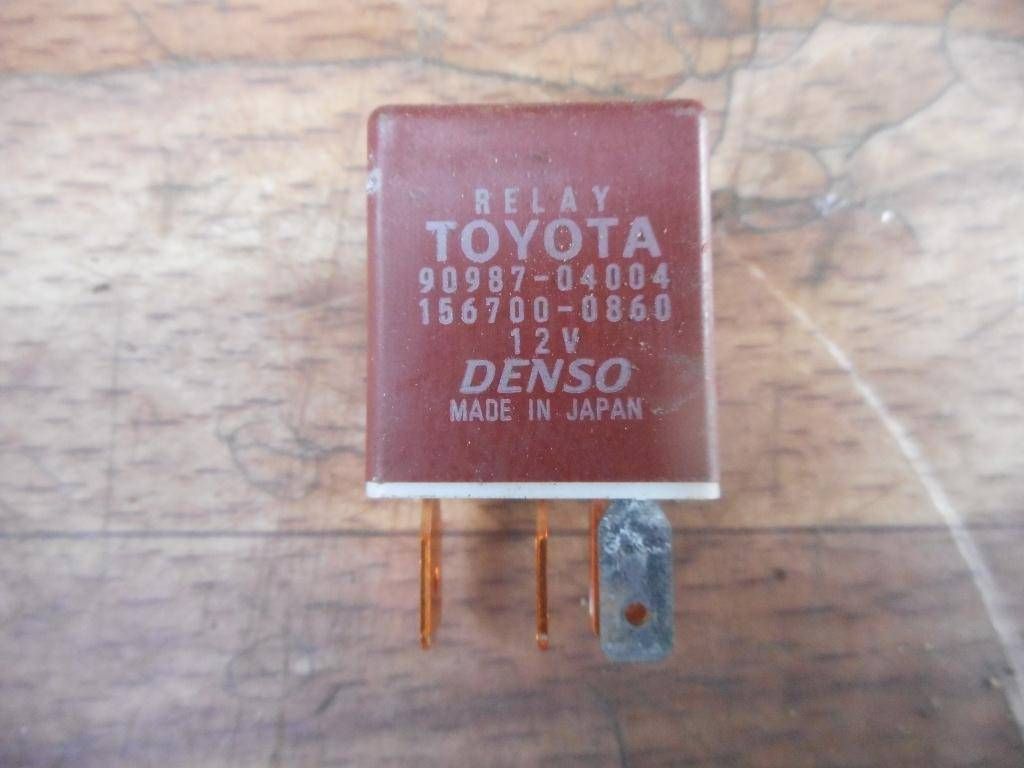 RELAY
TOYOTA
90987-04004
156700-0860
12V
DENSO
MADE IN JAPAN